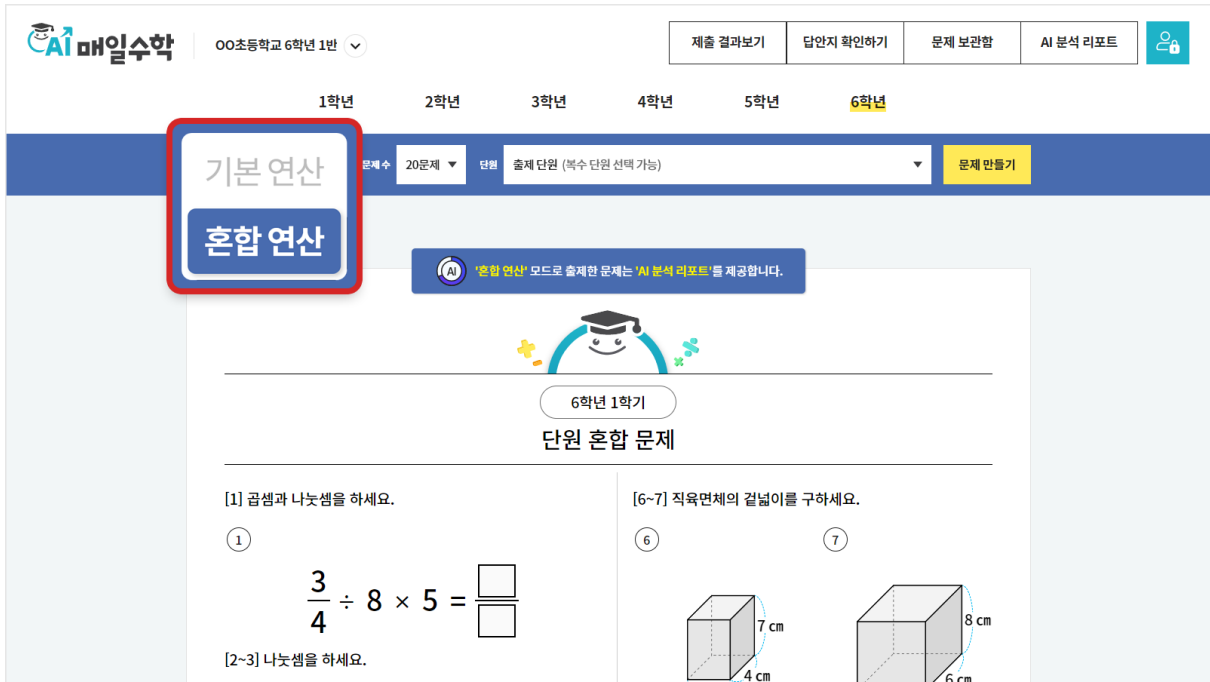 AI 매일수학
OO초등학교 6학년 1반
제출 결과보기
답안지 확인하기
문제 보관함
AI 분석 리포트
1학년 2학년 3학년 4학년 5학년 6학년
기본 연산
혼합 연산
문제 수 20문제 ▼ 단원 출제 단원 (복수 단원 선택 가능) ▼ 문제 만들기
AI '혼합 연산' 모드로 출제한 문제는 'AI 분석 리포트'를 제공합니다.
6학년 1학기
단원 혼합 문제
[1] 곱셈과 나눗셈을 하세요.
①
3/4 ÷ 8 × 5 = □/□
[2~3] 나눗셈을 하세요.
[6~7] 직육면체의 겉넓이를 구하세요.
⑥ ⑦
7 cm
4 cm
8 cm
6 cm